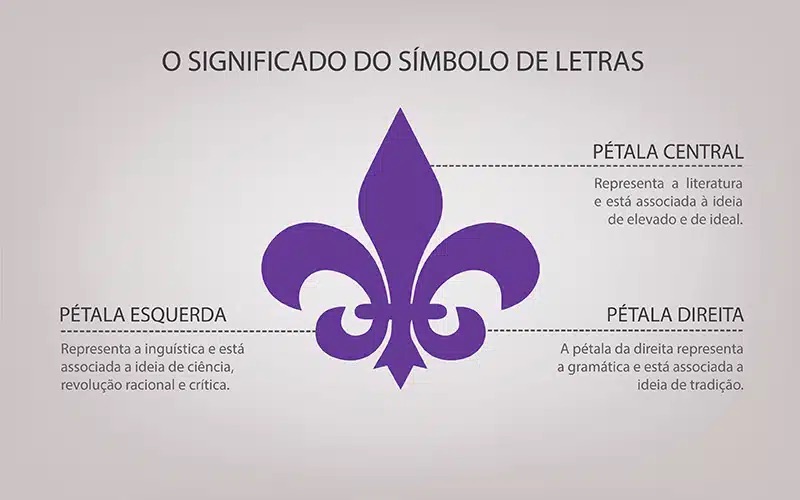 O SIGNIFICADO DO SÍMBOLO DE LETRAS
PÉTALA CENTRAL
Representa a literatura
e está associada à ideia
de elevado e de ideal.
PÉTALA ESQUERDA
Representa a inguística e está
associada a ideia de ciência,
revolução racional e crítica.
PÉTALA DIREITA
A pétala da direita representa
a gramática e está associada a
ideia de tradição.